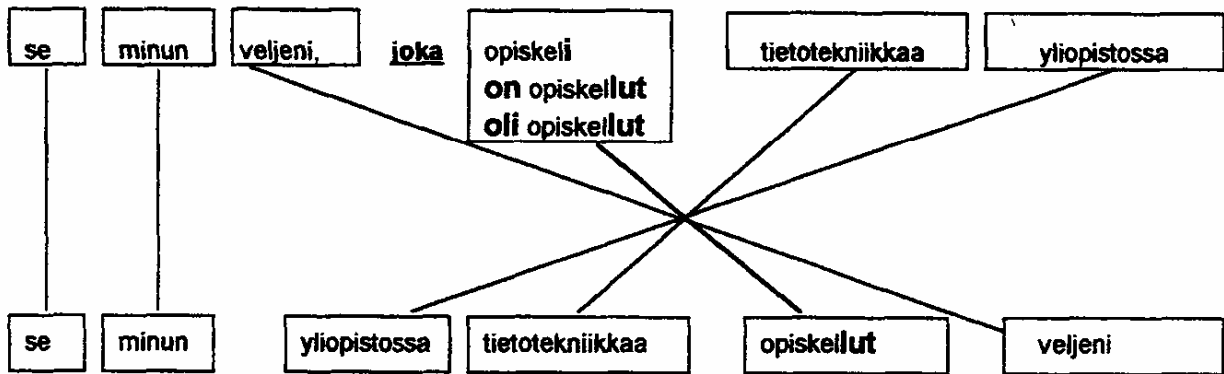 se minun veljeni, joka opiskeli tietotekniikkaa yliopistossa
on opiskellut
oli opiskellut
se minun yliopistossa tietotekniikkaa opiskellut veljeni